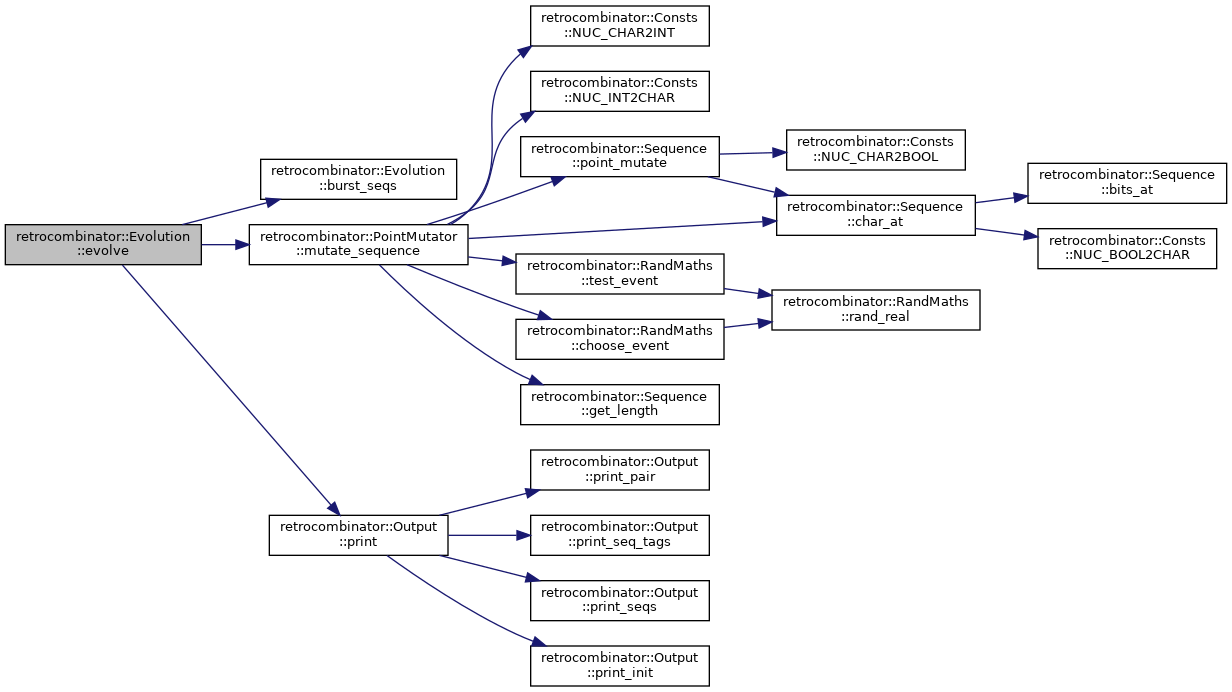 retrocombinator::Evolution
::evolve
retrocombinator::Evolution
::burst_seqs
retrocombinator::PointMutator
::mutate_sequence
retrocombinator::Output
::print
retrocombinator::Consts
::NUC_CHAR2INT
retrocombinator::Consts
::NUC_INT2CHAR
retrocombinator::Sequence
::point_mutate
retrocombinator::RandMaths
::test_event
retrocombinator::RandMaths
::choose_event
retrocombinator::Sequence
::get_length
retrocombinator::Output
::print_pair
retrocombinator::Output
::print_seq_tags
retrocombinator::Output
::print_seqs
retrocombinator::Output
::print_init
retrocombinator::Consts
::NUC_CHAR2BOOL
retrocombinator::Sequence
::char_at
retrocombinator::RandMaths
::rand_real
retrocombinator::Sequence
::bits_at
retrocombinator::Consts
::NUC_BOOL2CHAR